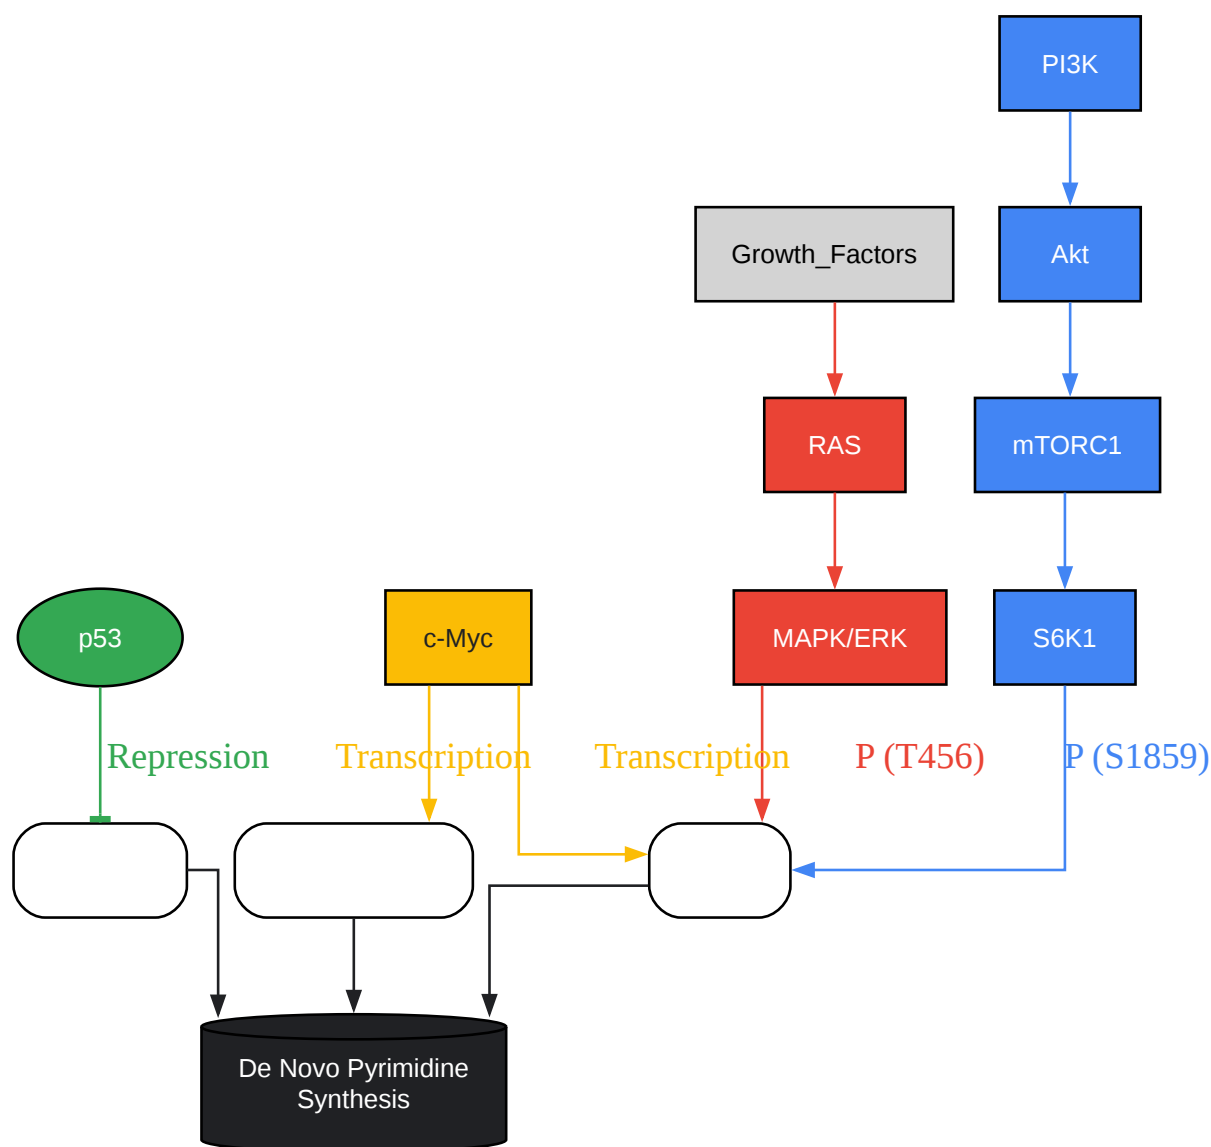 PI3K
Growth_Factors
Akt
RAS
mTORC1
p53
c-Myc
MAPK/ERK
S6K1
Repression
Transcription
Transcription
P (T456)
P (S1859)
De Novo Pyrimidine
Synthesis